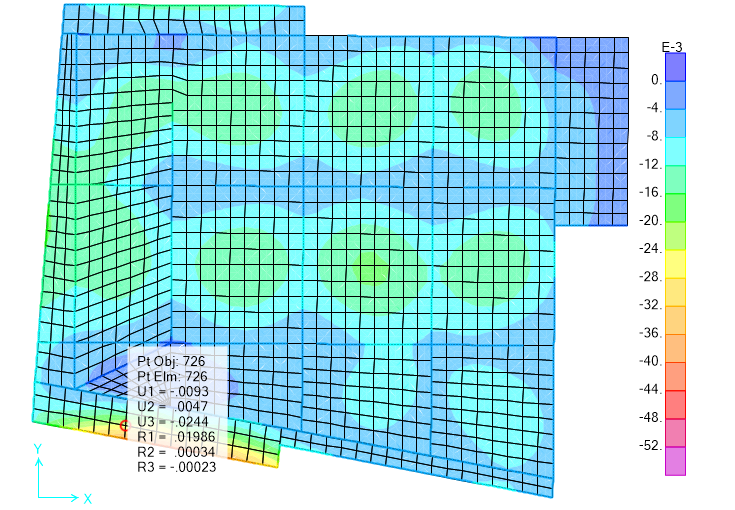 E-3
0.
-4.
-8.
-12.
-16.
-20.
-24.
-28.
-32.
-36.
-40.
-44.
-48.
-52.
Pt Obj: 726
Pt Elm: 726
U1 = -.0093
U2 = .0047
U3 = -.0244
R1 = .01986
R2 = .00034
R3 = -.00023
Y
X